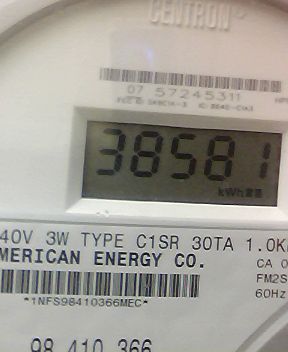 CENTRON
07 57245311
38581
kWh
40V 3W TYPE C1SR 30TA 1.0K
MERICAN ENERGY CO.
CA 0
FM2S
60Hz
*1NFS98410366MEC*
98 410 366